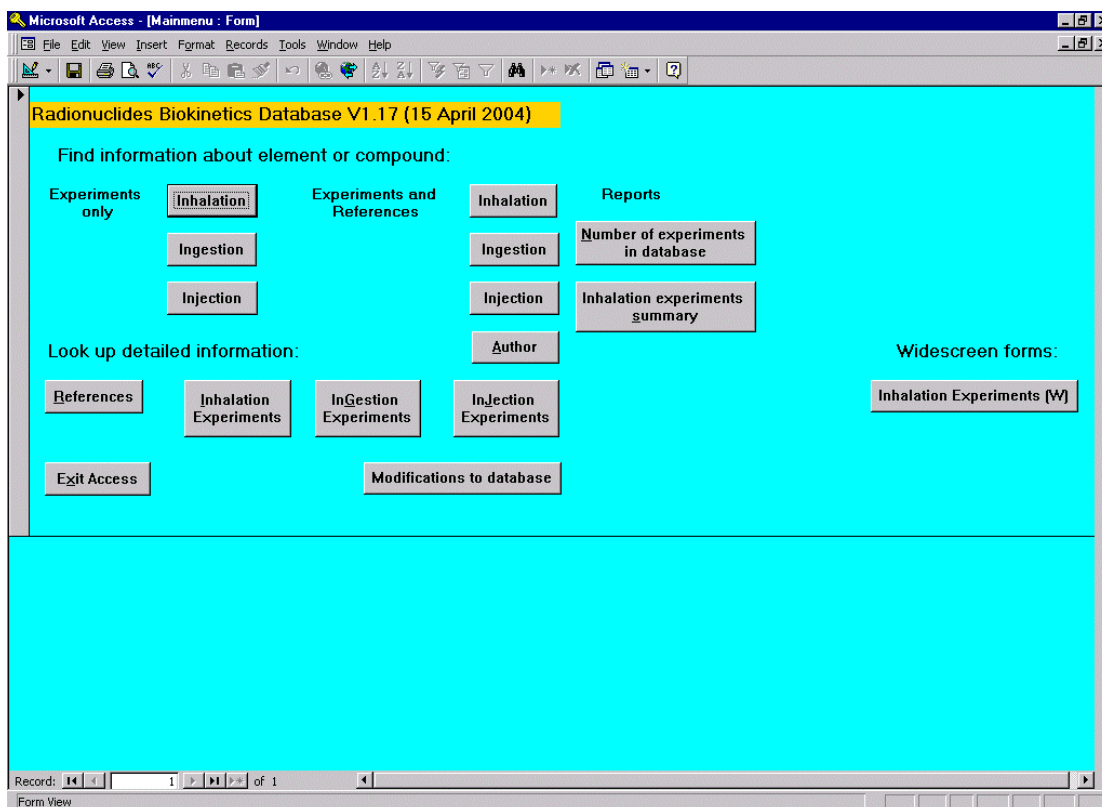 Microsoft Access - [Mainmenu : Form]
File Edit View Insert Format Records Tools Window Help
Radionuclides Biokinetics Database V1.17 (15 April 2004)
Find information about element or compound:
Experiments
only
Inhalation
Ingestion
Injection
Experiments and
References
Inhalation
Ingestion
Injection
Author
Reports
Number of experiments
in database
Inhalation experiments
summary
Look up detailed information:
References
Inhalation
Experiments
InGestion
Experiments
InJection
Experiments
Widescreen forms:
Inhalation Experiments (W)
Exit Access
Modifications to database
Record: 1 of 1
Form View